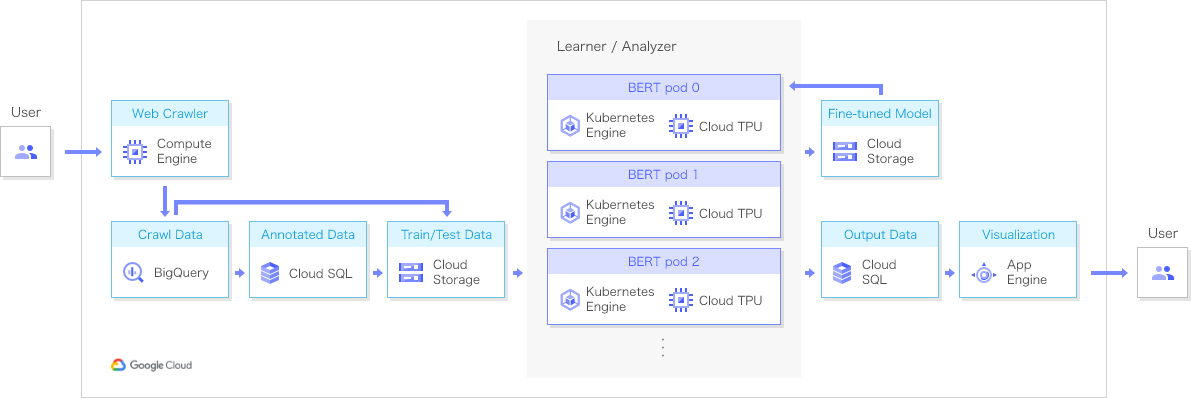 User
Web Crawler
Compute
Engine
Crawl Data
BigQuery
Annotated Data
Cloud SQL
Train/Test Data
Cloud
Storage
Learner / Analyzer
BERT pod 0
Kubernetes
Engine
Cloud TPU
BERT pod 1
Kubernetes
Engine
Cloud TPU
BERT pod 2
Kubernetes
Engine
Cloud TPU
Fine-tuned Model
Cloud
Storage
Output Data
Cloud
SQL
Visualization
App
Engine
User
Google Cloud